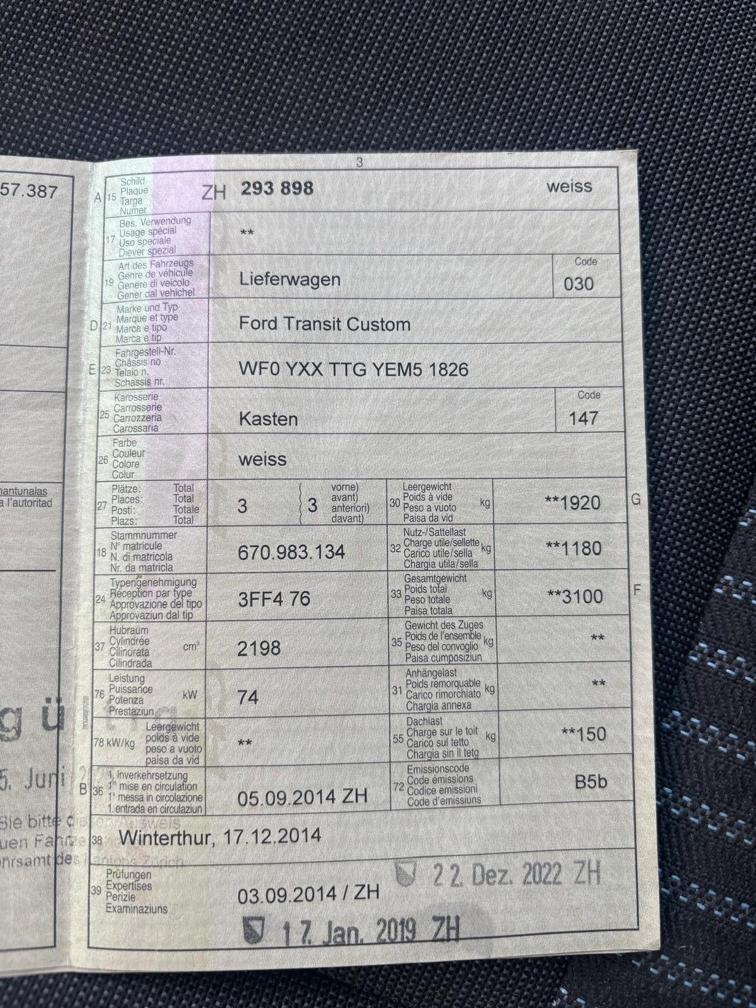 3
57.387
A 15 Schild
Plaque
Targa
Numer
ZH 293 898 weiss
17 Bes. Verwendung
Usage spécial
Uso speciale
Diever spezial
**
19 Art des Fahrzeugs
Genre de véhicule
Genere di veicolo
Gener dal vehichel
Lieferwagen
Code
030
D 21 Marke und Typ
Marque et type
Marca e tipo
Marca e tip
Ford Transit Custom
E 23 Fahrgestell-Nr.
Châssis no
Telaio n.
Schassis nr.
WF0 YXX TTG YEM5 1826
25 Karosserie
Carrosserie
Carrozzeria
Carossaria
Kasten
Code
147
26 Farbe
Couleur
Colore
Colur
weiss
27 Plätze: Total
Places: Total
Posti: Totale
Plazs: Total
3
3 vorne)
avant)
anteriori)
davant)
30 Leergewicht
Poids à vide
Peso a vuoto
Paisa da vid
kg
**1920 G
18 Stammnummer
N° matricule
N. di matricola
Nr. da matricla
670.983.134
32 Nutz-/Sattellast
Charge utile/sellette
Carico utile/sella
Chargia utila/sella
kg
**1180
24 Typengenehmigung
Réception par type
Approvazione del tipo
Approvaziun dal tip
3FF4 76
33 Gesamtgewicht
Poids total
Peso totale
Paisa totala
kg
**3100 F
37 Hubraum
Cylindrée
Cilinorata
Cilindrada
cm³
2198
35 Gewicht des Zuges
Poids de l'ensemble
Peso del convoglio
Paisa cumposiziun
kg
**
76 Leistung
Puissance
Potenza
Prestaziun
kW
74
31 Anhängelast
Poids remorquable
Carico rimorchiato
Chargia annexa
kg
**
78 kW/kg Leergewicht
poids à vide
peso a vuoto
paisa da vid
**
55 Dachlast
Charge sur le toit
Carico sul tetto
Chargia sin il tetg
kg
**150
B 36 1. Inverkehrsetzung
1re mise en circulation
1a messa in circolazione
1. entrada en circulaziun
05.09.2014 ZH
72 Emissionscode
Code émissions
Codice emissioni
Code d'emissiuns
B5b
38 Winterthur, 17.12.2014
39 Prüfungen
Expertises
Perizie
Examinaziuns
03.09.2014 / ZH
22. Dez. 2022 ZH
17. Jan. 2019 ZH
a l'autoritad
g ü
5. Juni
Sie bitte